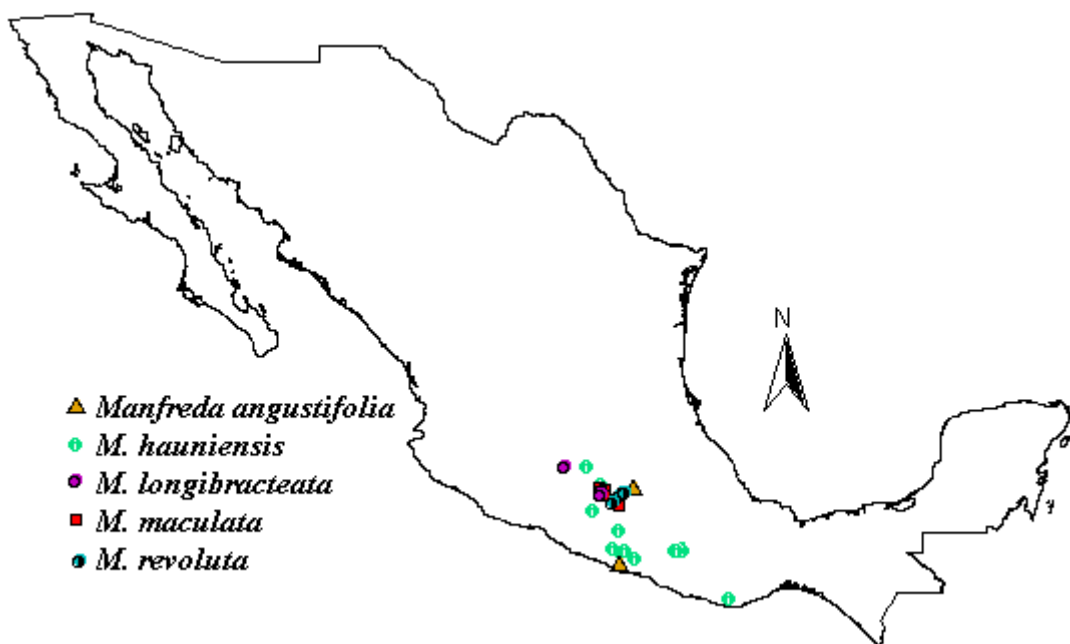 N
Manfreda angustifolia
M. hauniensis
M. longibracteata
M. maculata
M. revoluta